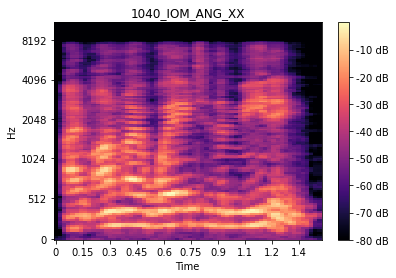 1040_IOM_ANG_XX
8192
4096
2048
1024
512
0
Hz
0 0.15 0.3 0.45 0.6 0.75 0.9 1.1 1.2 1.4
Time
-10 dB
-20 dB
-30 dB
-40 dB
-50 dB
-60 dB
-70 dB
-80 dB